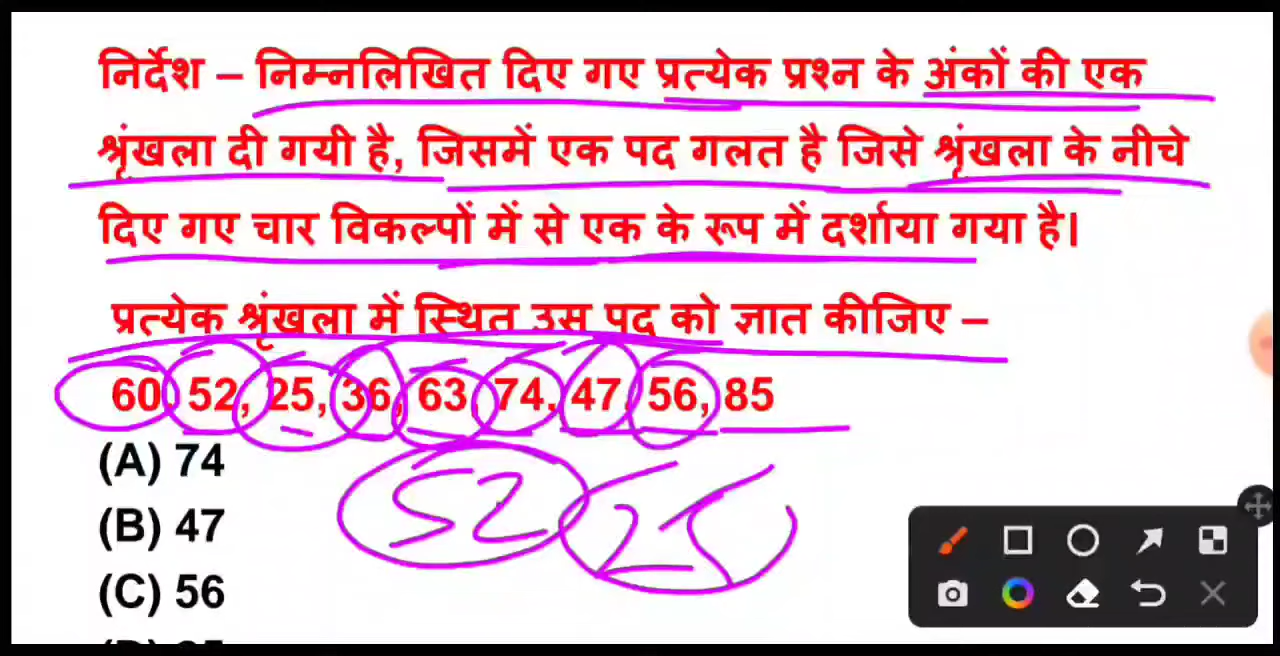 निर्देश – निम्नलिखित दिए गए प्रत्येक प्रश्न के अंकों की एक
श्रृंखला दी गयी है, जिसमें एक पद गलत है जिसे श्रृंखला के नीचे
दिए गए चार विकल्पों में से एक के रूप में दर्शाया गया है।
प्रत्येक श्रृंखला में स्थित उस पद को ज्ञात कीजिए –
60, 52, 25, 36, 63, 74, 47, 56, 85
(A) 74
52 25
(B) 47
(C) 56